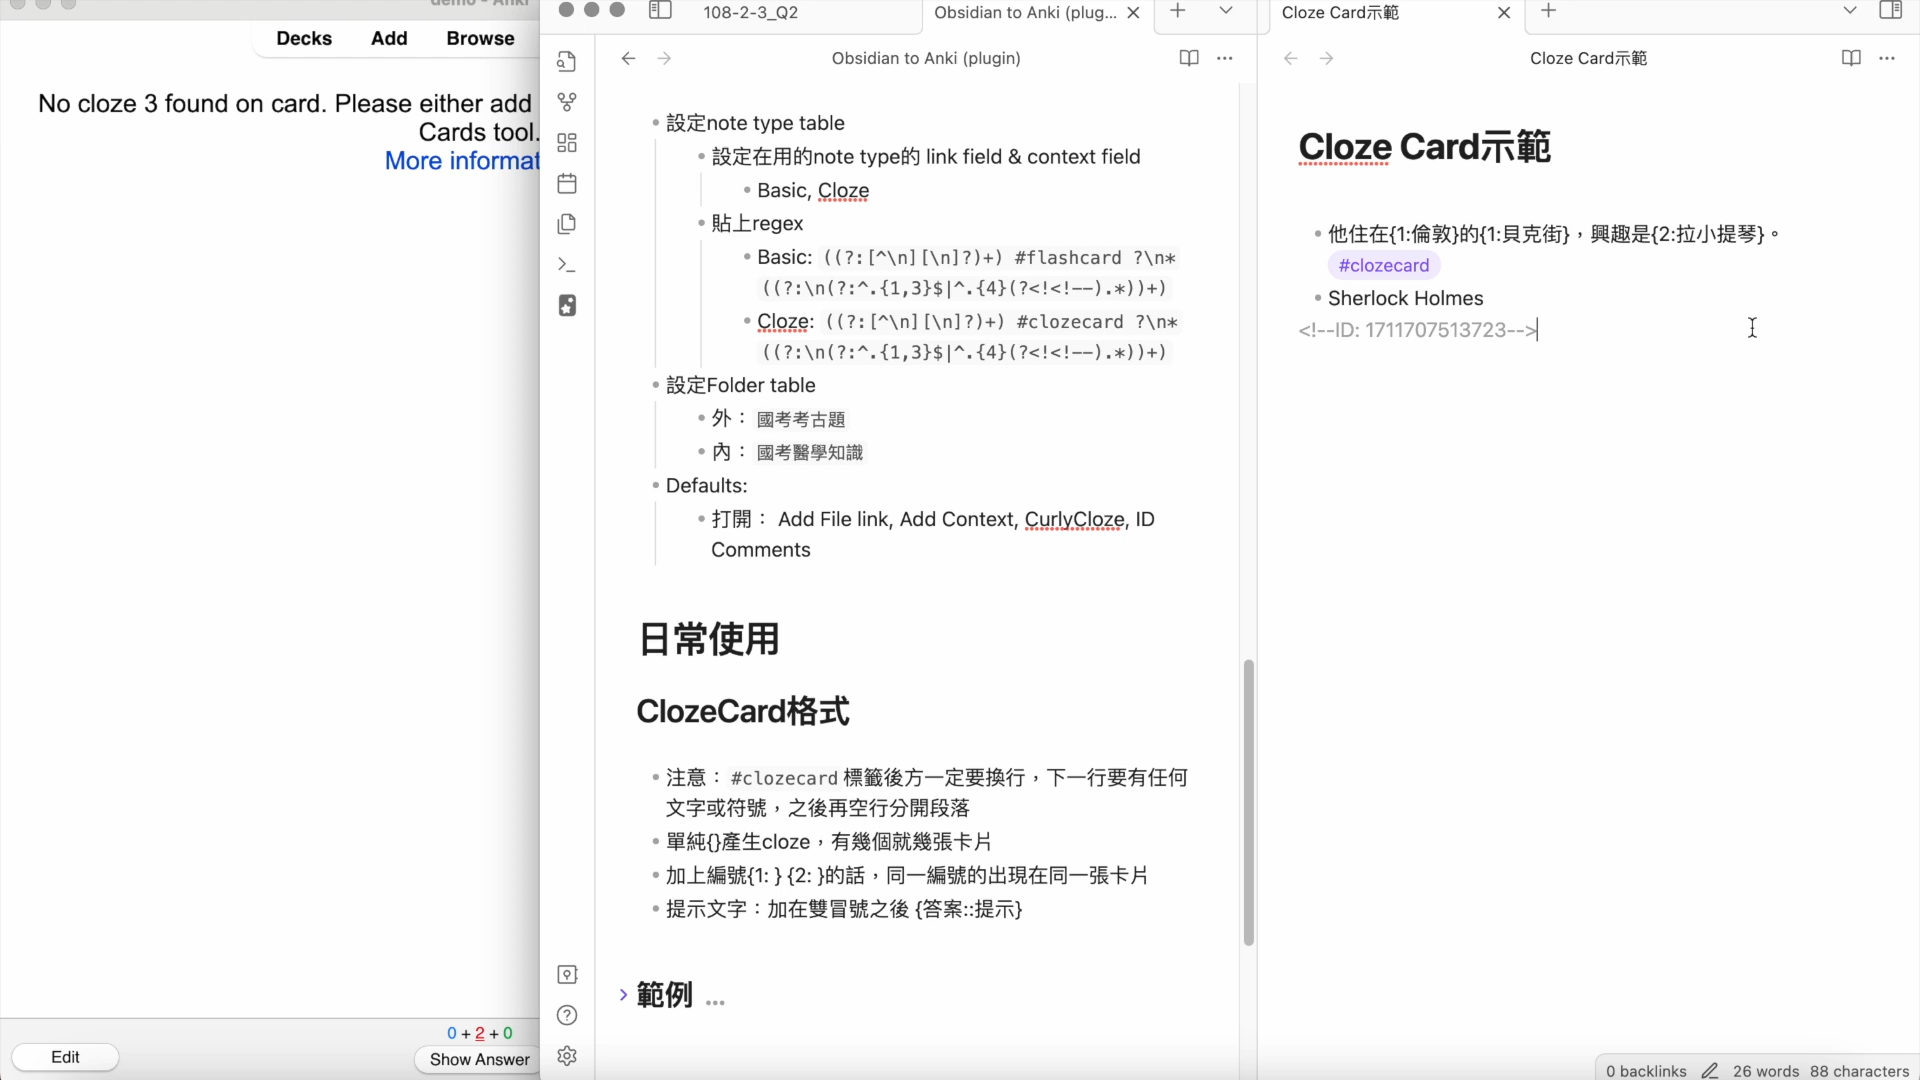 demo - Anki
Decks Add Browse
No cloze 3 found on card. Please either add
Cards tool.
More informat
0 + 2 + 0
Edit
Show Answer
108-2-3_Q2
Obsidian to Anki (plug...
Obsidian to Anki (plugin)
設定note type table
設定在用的note type的 link field & context field
Basic, Cloze
貼上regex
Basic: ((?:[^\n][\n]?)+) #flashcard ?\n*
((?:\n(?:^.{1,3}$|^.{4}(?<!<!--).*))+)
Cloze: ((?:[^\n][\n]?)+) #clozecard ?\n*
((?:\n(?:^.{1,3}$|^.{4}(?<!<!--).*))+)
設定Folder table
外： 國考考古題
內： 國考醫學知識
Defaults:
打開： Add File link, Add Context, CurlyCloze, ID
Comments
日常使用
ClozeCard格式
注意： #clozecard 標籤後方一定要換行，下一行要有任何
文字或符號，之後再空行分開段落
單純{}產生cloze，有幾個就幾張卡片
加上編號{1: } {2: }的話，同一編號的出現在同一張卡片
提示文字：加在雙冒號之後 {答案::提示}
範例 ...
Cloze Card示範
Cloze Card示範
Cloze Card示範
他住在{1:倫敦}的{1:貝克街}，興趣是{2:拉小提琴}。
#clozecard
Sherlock Holmes
<!--ID: 1711707513723-->
0 backlinks 26 words 88 characters